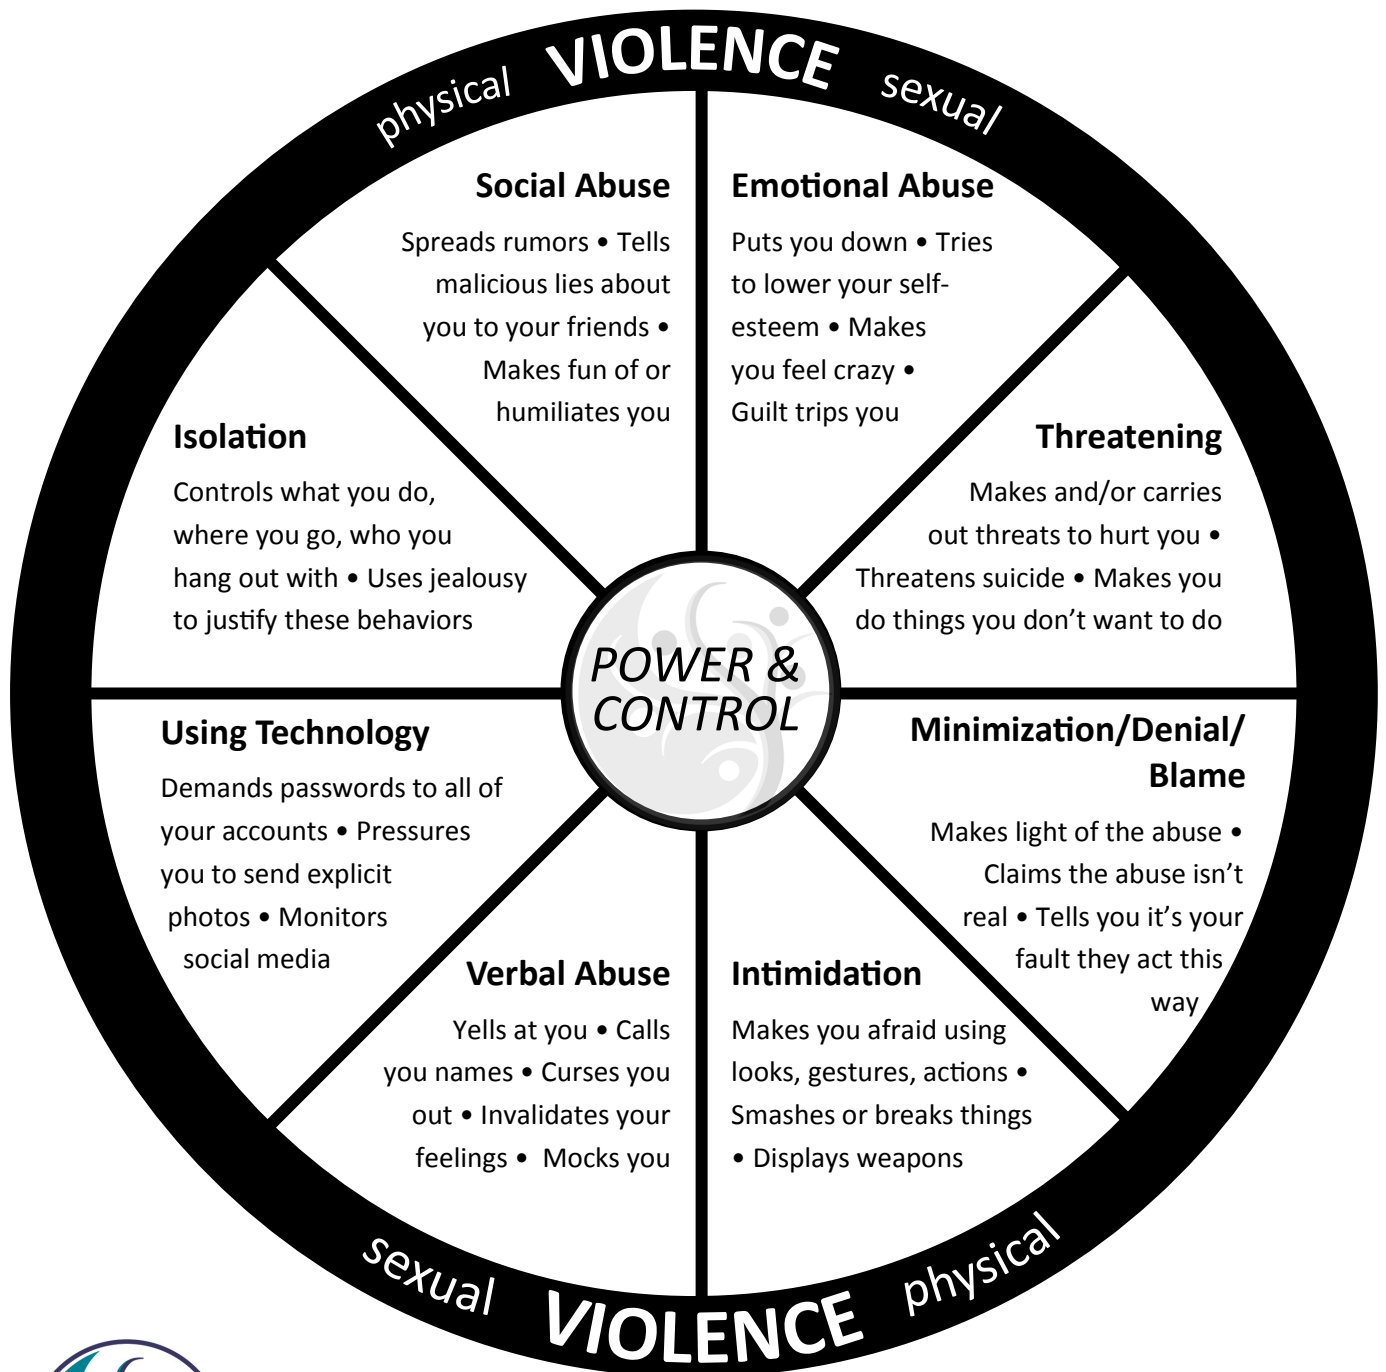 physical VIOLENCE sexual
Social Abuse
Spreads rumors • Tells
malicious lies about
you to your friends •
Makes fun of or
humiliates you
Emotional Abuse
Puts you down • Tries
to lower your self-
esteem • Makes
you feel crazy •
Guilt trips you
Isolation
Controls what you do,
where you go, who you
hang out with • Uses jealousy
to justify these behaviors
Threatening
Makes and/or carries
out threats to hurt you •
Threatens suicide • Makes you
do things you don’t want to do
POWER &
CONTROL
Using Technology
Demands passwords to all of
your accounts • Pressures
you to send explicit
photos • Monitors
social media
Minimization/Denial/
Blame
Makes light of the abuse •
Claims the abuse isn’t
real • Tells you it’s your
fault they act this
way
Verbal Abuse
Yells at you • Calls
you names • Curses you
out • Invalidates your
feelings • Mocks you
Intimidation
Makes you afraid using
looks, gestures, actions •
Smashes or breaks things
• Displays weapons
sexual VIOLENCE physical